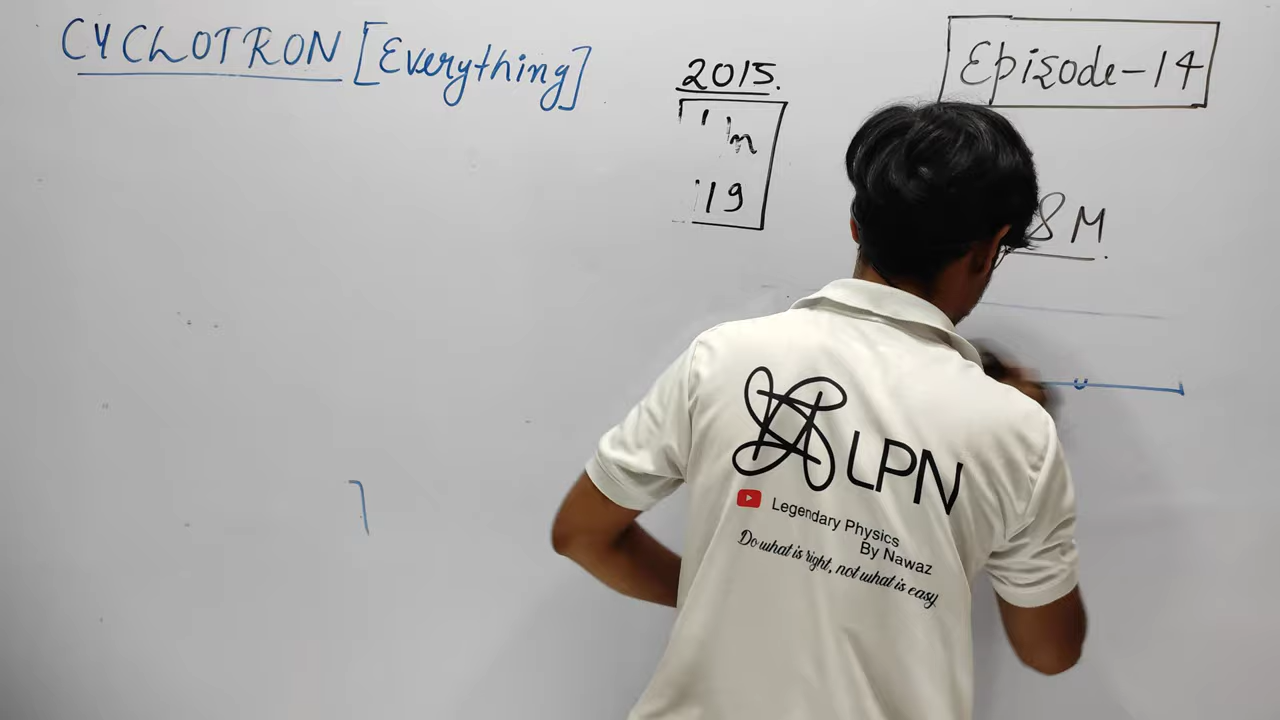 CYCLOTRON [Everything]
2015.
'19
Episode-14
8M
LPN
Legendary Physics
By Nawaz
Do what is right, not what is easy